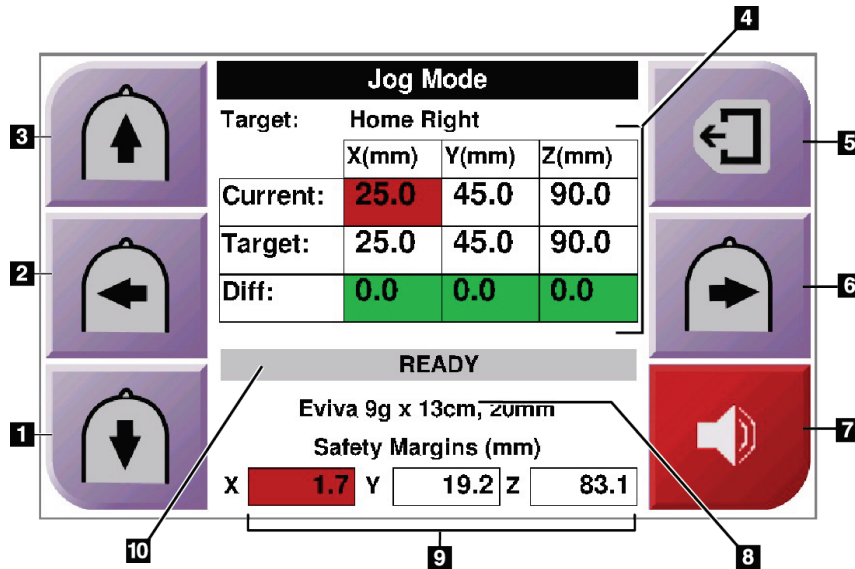 4
Jog Mode
Target: Home Right
X(mm) Y(mm) Z(mm)
Current: 25.0 45.0 90.0
Target: 25.0 45.0 90.0
Diff: 0.0 0.0 0.0
READY
Eviva 9g x 13cm, 20mm
Safety Margins (mm)
X 1.7 Y 19.2 Z 83.1
3
2
1
5
6
7
10
9
8